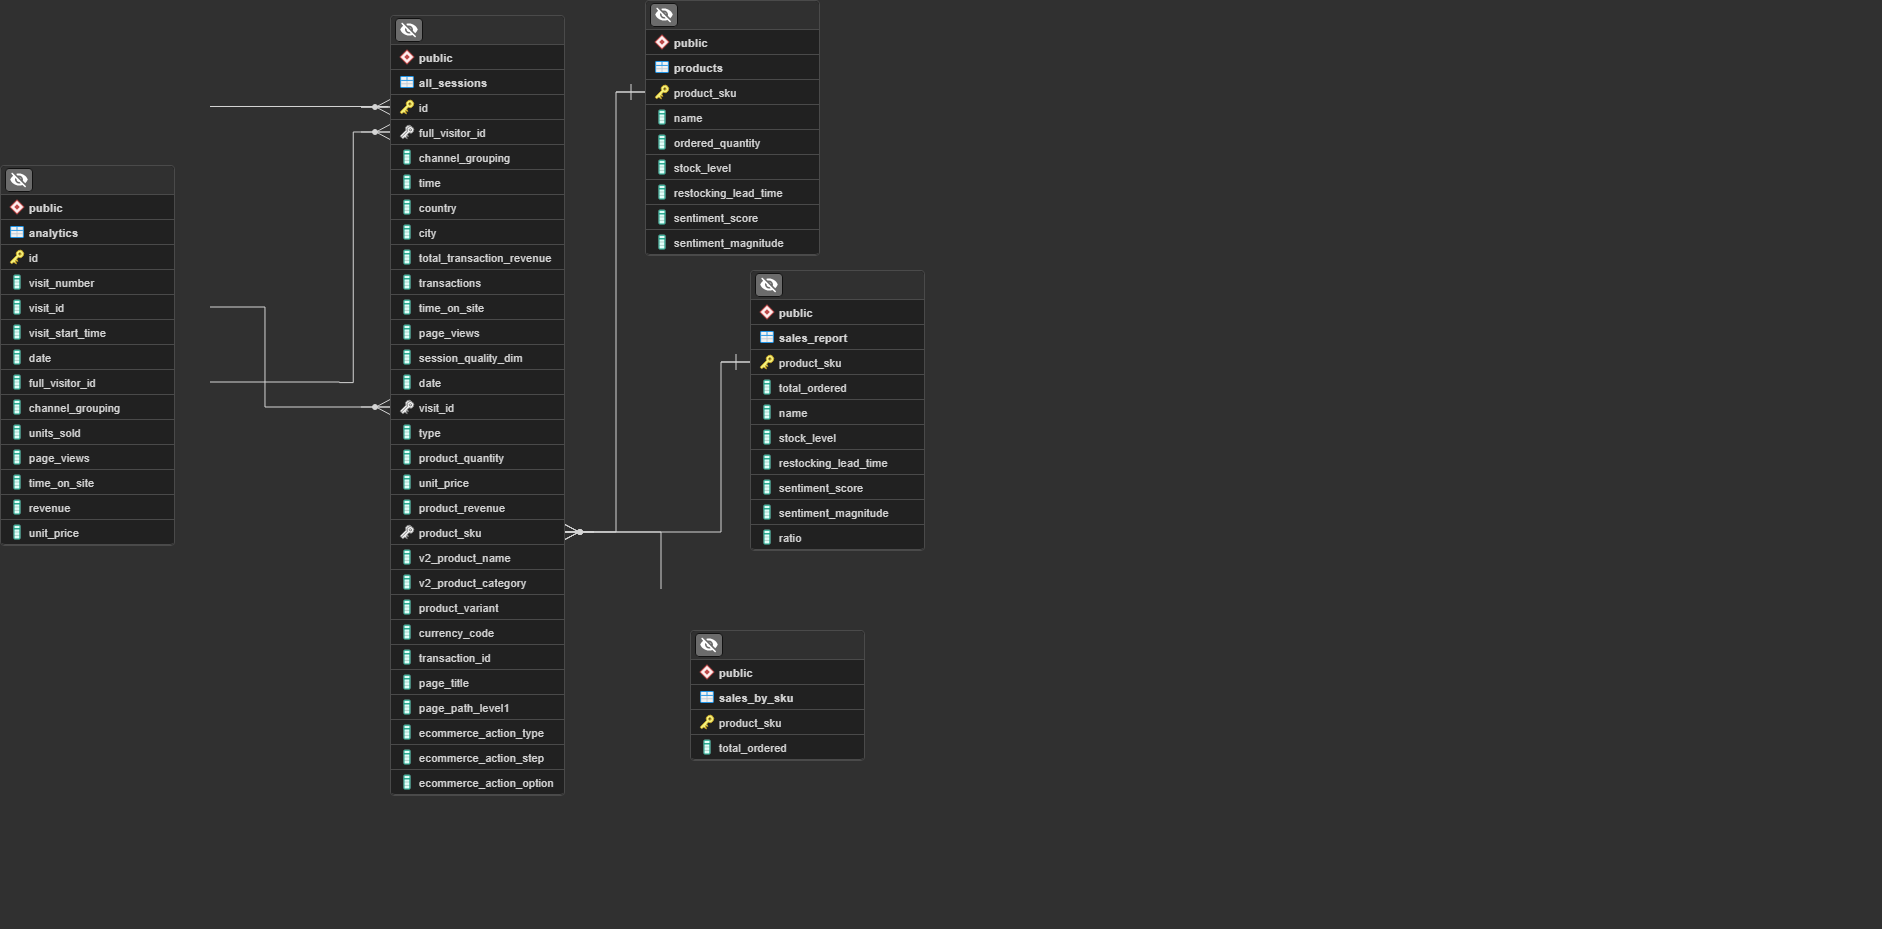 public
analytics
id
visit_number
visit_id
visit_start_time
date
full_visitor_id
channel_grouping
units_sold
page_views
time_on_site
revenue
unit_price
public
all_sessions
id
full_visitor_id
channel_grouping
time
country
city
total_transaction_revenue
transactions
time_on_site
page_views
session_quality_dim
date
visit_id
type
product_quantity
unit_price
product_revenue
product_sku
v2_product_name
v2_product_category
product_variant
currency_code
transaction_id
page_title
page_path_level1
ecommerce_action_type
ecommerce_action_step
ecommerce_action_option
public
products
product_sku
name
ordered_quantity
stock_level
restocking_lead_time
sentiment_score
sentiment_magnitude
public
sales_report
product_sku
total_ordered
name
stock_level
restocking_lead_time
sentiment_score
sentiment_magnitude
ratio
public
sales_by_sku
product_sku
total_ordered